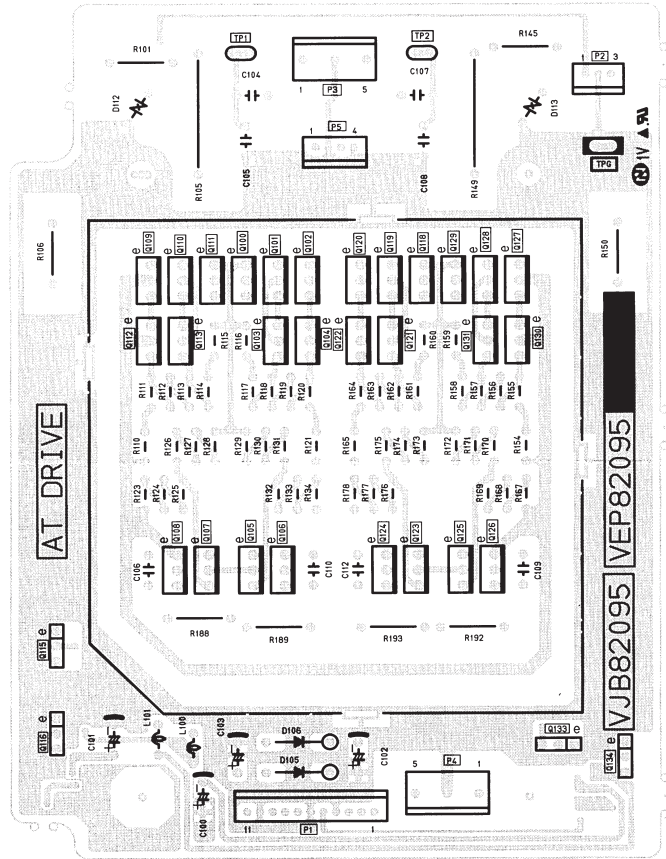 R101
TP1
TP2
R145
C104
C107
1 P3 5
1 P2 3
D112
D113
P5
1 4
C105
C108
TPG
1V
R105
R149
R106
R150
e Q109 e Q110 e Q111 e Q100 e Q101 e Q102 e Q120 e Q119 e Q118 e Q129 e Q128 e Q127
Q112 e Q113 e R115 R116 Q103 e Q104 e Q122 e Q121 e R160 R159 Q131 e Q130 e
R111 R112 R113 R114 R117 R118 R119 R120 R164 R163 R162 R161 R158 R157 R156 R155
R110 R126 R127 R128 R129 R130 R131 R121 R165 R175 R174 R173 R172 R171 R170 R154
R123 R124 R125 R132 R133 R134 R178 R177 R176 R169 R168 R167
AT DRIVE
VEP82095
C106 e Q108 e Q107 e Q105 e Q106 C110 C112 e Q124 e Q123 e Q125 e Q126 C109
R188
R189
R193
R192
VJB82095
Q115 e
Q116 e
C101
L101
L100
C103
D106
D105
C102
Q133 e
Q134 e
5 P4 1
C100
11 P1 1